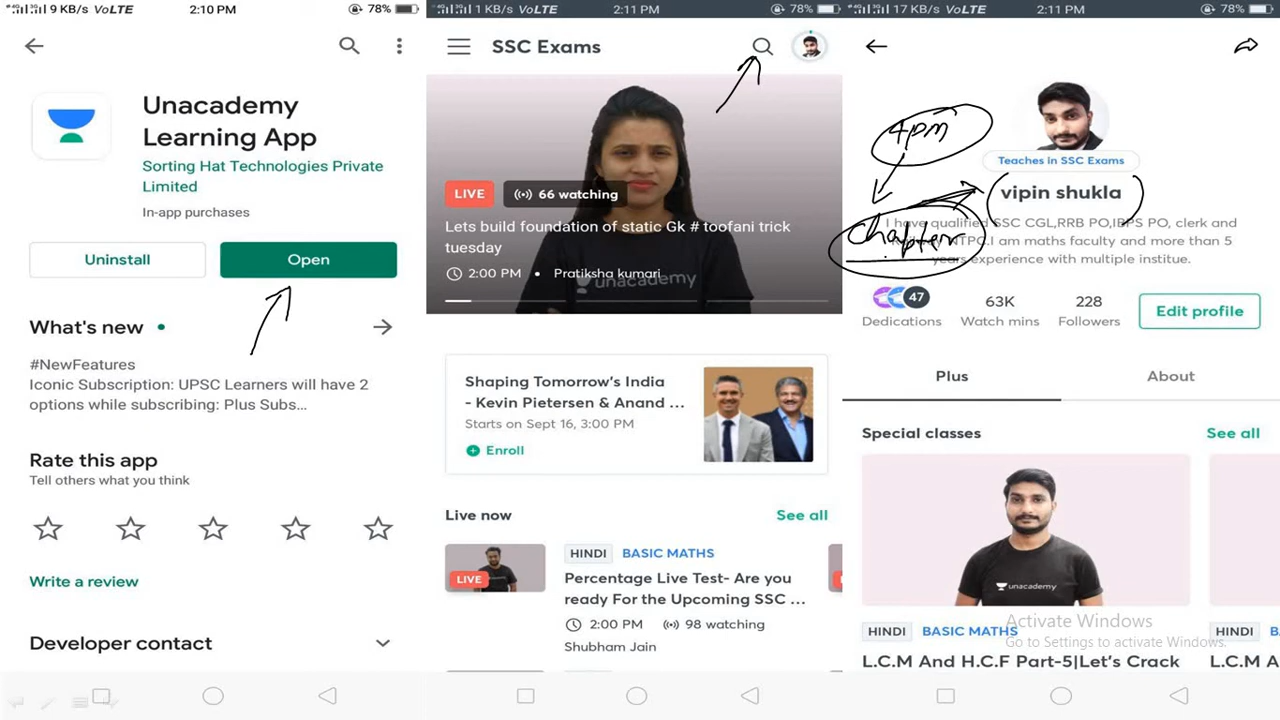 9 KB/s VoLTE 2:10 PM 78%
Unacademy
Learning App
Sorting Hat Technologies Private
Limited
In-app purchases
Uninstall Open
What's new
#NewFeatures
Iconic Subscription: UPSC Learners will have 2
options while subscribing: Plus Subs...
Rate this app
Tell others what you think
Write a review
Developer contact
1 KB/s VoLTE 2:11 PM 78%
SSC Exams
LIVE 66 watching
Lets build foundation of static Gk # toofani trick
tuesday
2:00 PM • Pratiksha kumari
unacademy
Shaping Tomorrow's India
- Kevin Pietersen & Anand ...
Starts on Sept 16, 3:00 PM
Enroll
Live now See all
LIVE
HINDI BASIC MATHS
Percentage Live Test- Are you
ready For the Upcoming SSC ...
2:00 PM 98 watching
Shubham Jain
17 KB/s VoLTE 2:11 PM 78%
4pm
Teaches in SSC Exams
vipin shukla
chapter
I have qualified SSC CGL,RRB PO,IBPS PO, clerk and
NTPC.I am maths faculty and more than 5
years experience with multiple institue.
47 63K 228
Dedications Watch mins Followers
Edit profile
Plus About
Special classes See all
unacademy
Activate Windows
Go to Settings to activate Windows.
HINDI BASIC MATHS HINDI
L.C.M And H.C.F Part-5|Let's Crack L.C.M